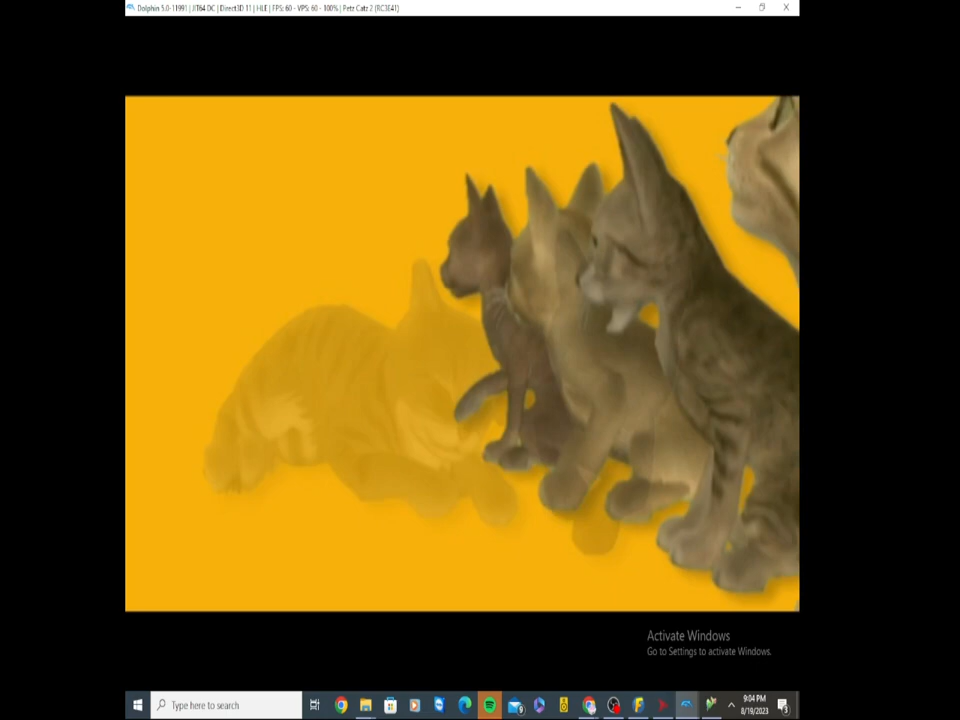 Dolphin 5.0-11991 | JIT64 DC | Direct3D 11 | HLE | FPS: 60 - VPS: 60 - 100% | Petz Catz 2 (RC3E41)
Activate Windows
Go to Settings to activate Windows.
Type here to search
9:04 PM
8/19/2023